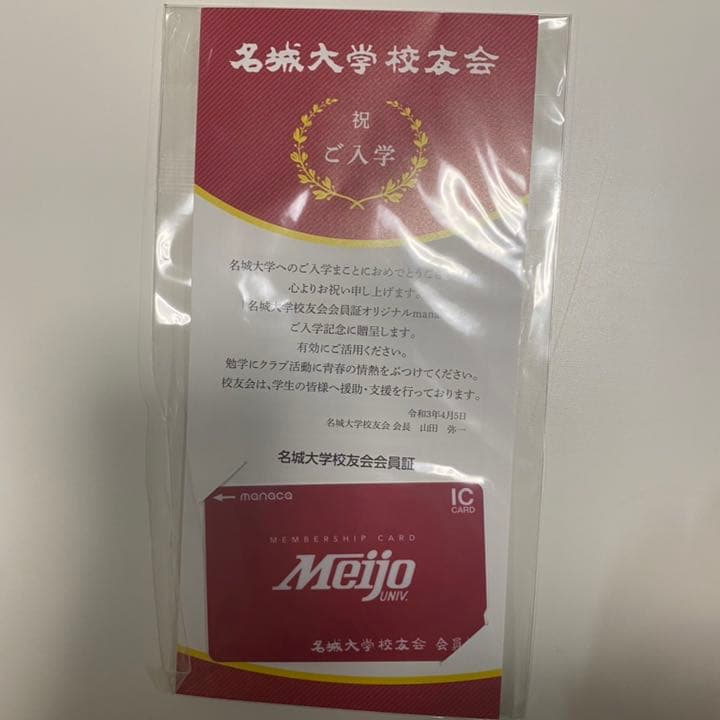 名城大学校友会
祝
ご入学
名城大学へのご入学まことにおめでとうご
心よりお祝い申し上げます。
「名城大学校友会会員証オリジナルmana
ご入学記念に贈呈します。
有効にご活用ください。
勉学にクラブ活動に青春の情熱をぶつけてください。
校友会は、学生の皆様へ援助・支援を行っております。
令和3年4月5日
名城大学校友会 会長 山田 弥一
名城大学校友会会員証
manaca
IC
CARD
MEMBERSHIP CARD
Meijo
UNIV.
名城大学校友会 会員